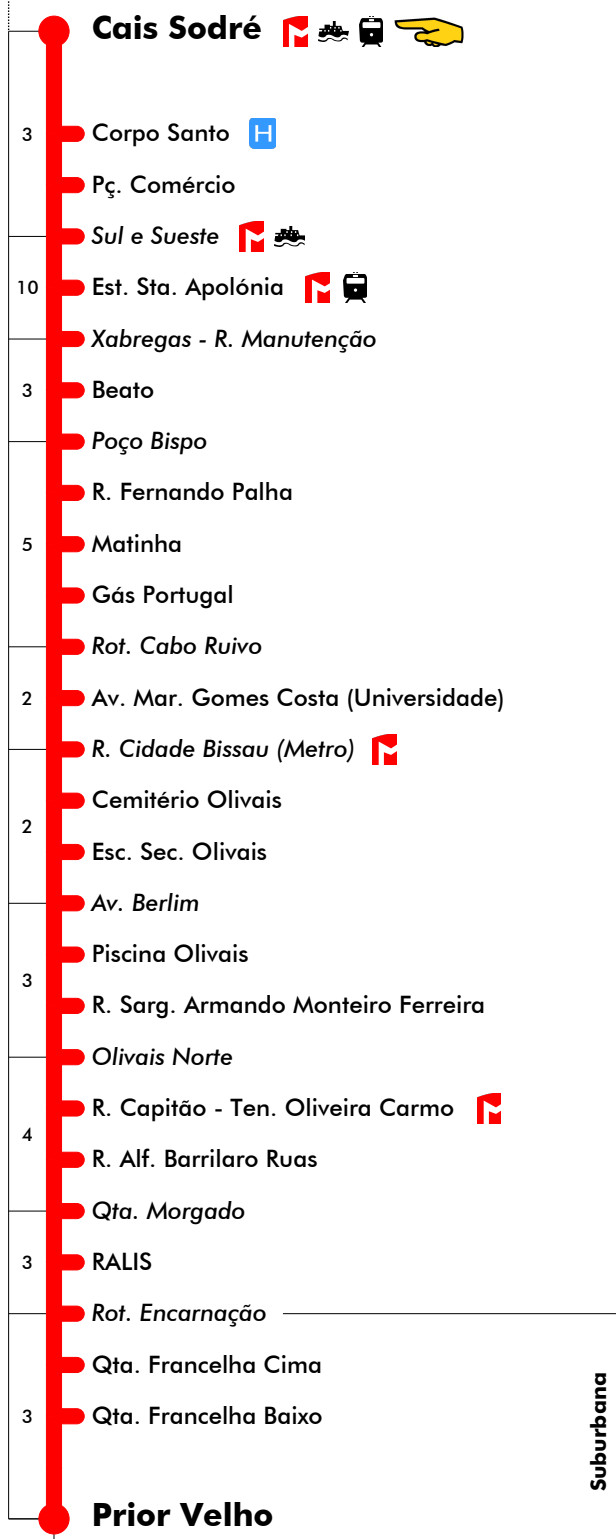 Cais Sodré
3
Corpo Santo H
Pç. Comércio
Sul e Sueste
10
Est. Sta. Apolónia
Xabregas - R. Manutenção
3
Beato
Poço Bispo
R. Fernando Palha
5
Matinha
Gás Portugal
Rot. Cabo Ruivo
2
Av. Mar. Gomes Costa (Universidade)
R. Cidade Bissau (Metro)
Cemitério Olivais
2
Esc. Sec. Olivais
Av. Berlim
Piscina Olivais
3
R. Sarg. Armando Monteiro Ferreira
Olivais Norte
R. Capitão - Ten. Oliveira Carmo
4
R. Alf. Barrilaro Ruas
Qta. Morgado
3
RALIS
Rot. Encarnação
Qta. Francelha Cima
3
Qta. Francelha Baixo
Suburbana
Prior Velho